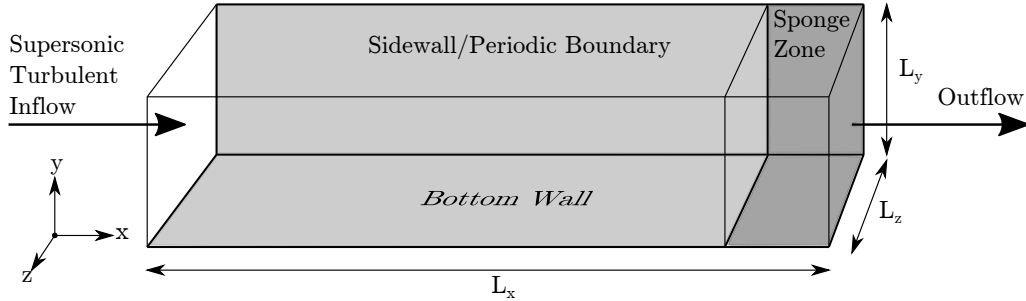 Supersonic
Turbulent
Inflow
Sidewall/Periodic Boundary
Sponge
Zone
L_y
Outflow
Bottom Wall
L_z
y
x
z
L_x